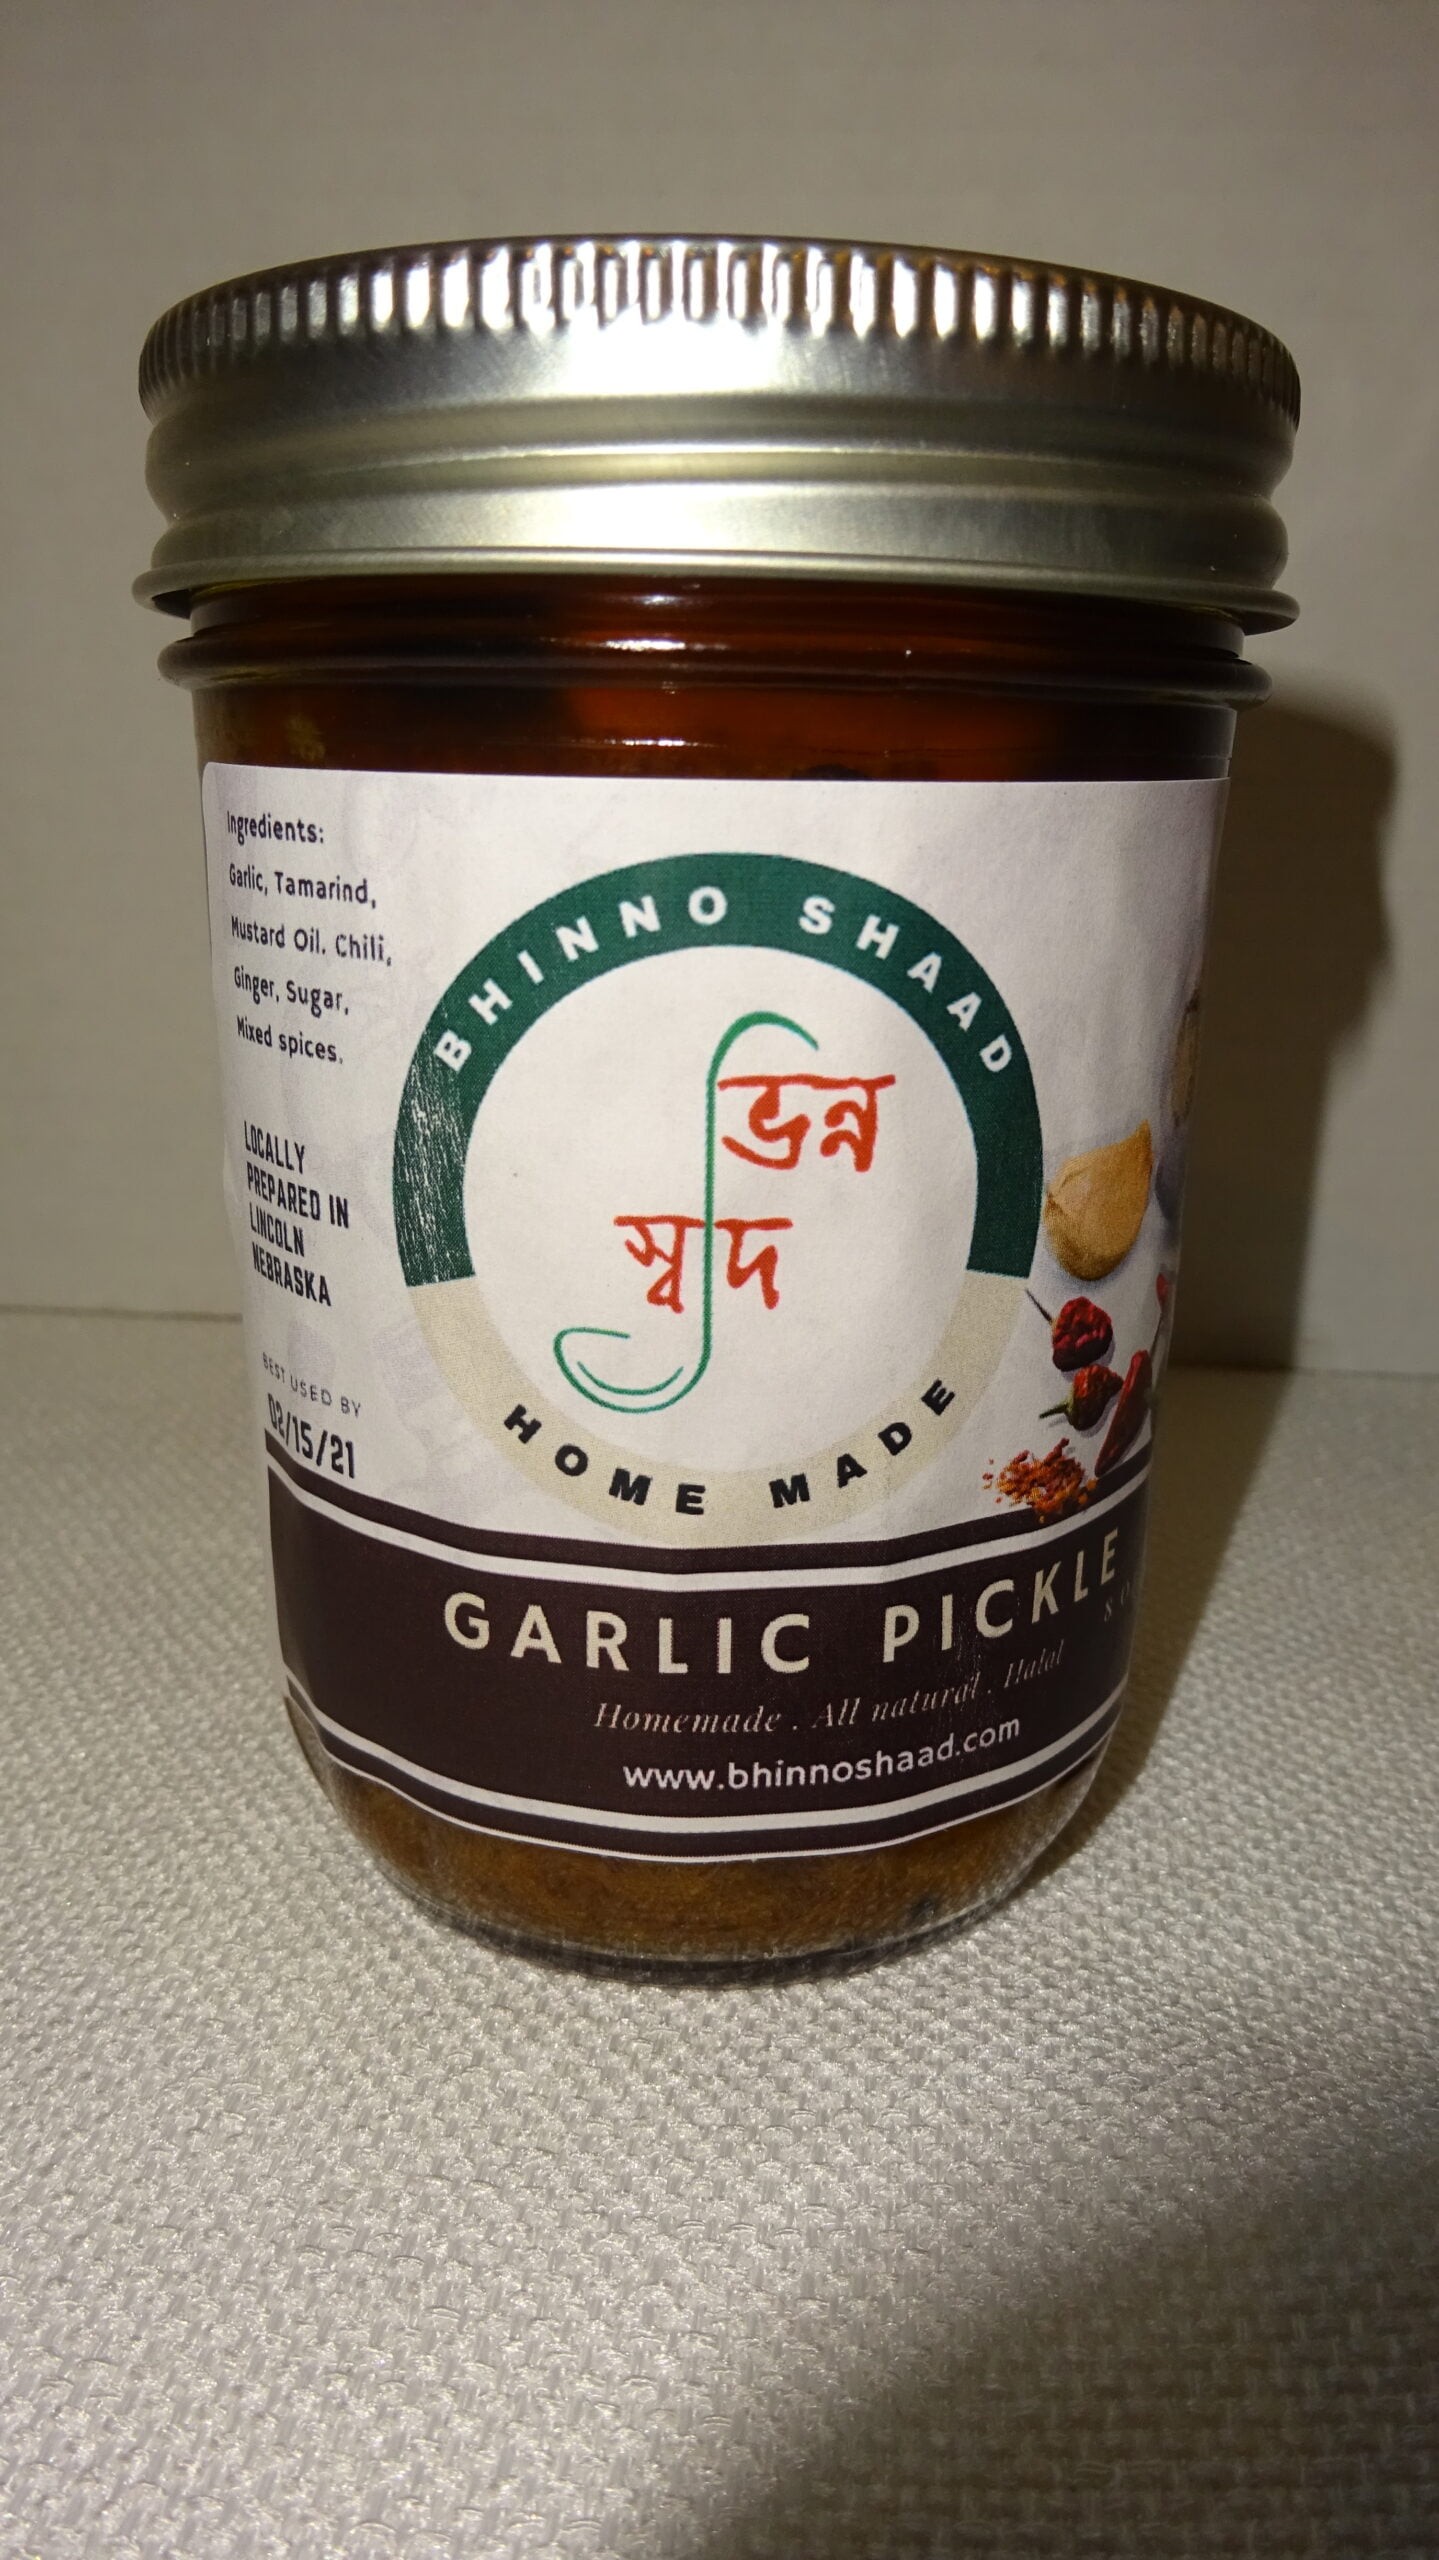 Ingredients:
Garlic, Tamarind,
Mustard Oil. Chili,
Ginger, Sugar,
Mixed spices.
LOCALLY
PREPARED IN
LINCOLN
NEBRASKA
BEST USED BY
02/15/21
BHINNO SHAAD
ভিন্ন
স্বাদ
HOME MADE
GARLIC PICKLE
Homemade . All natural . Halal
www.bhinnoshaad.com